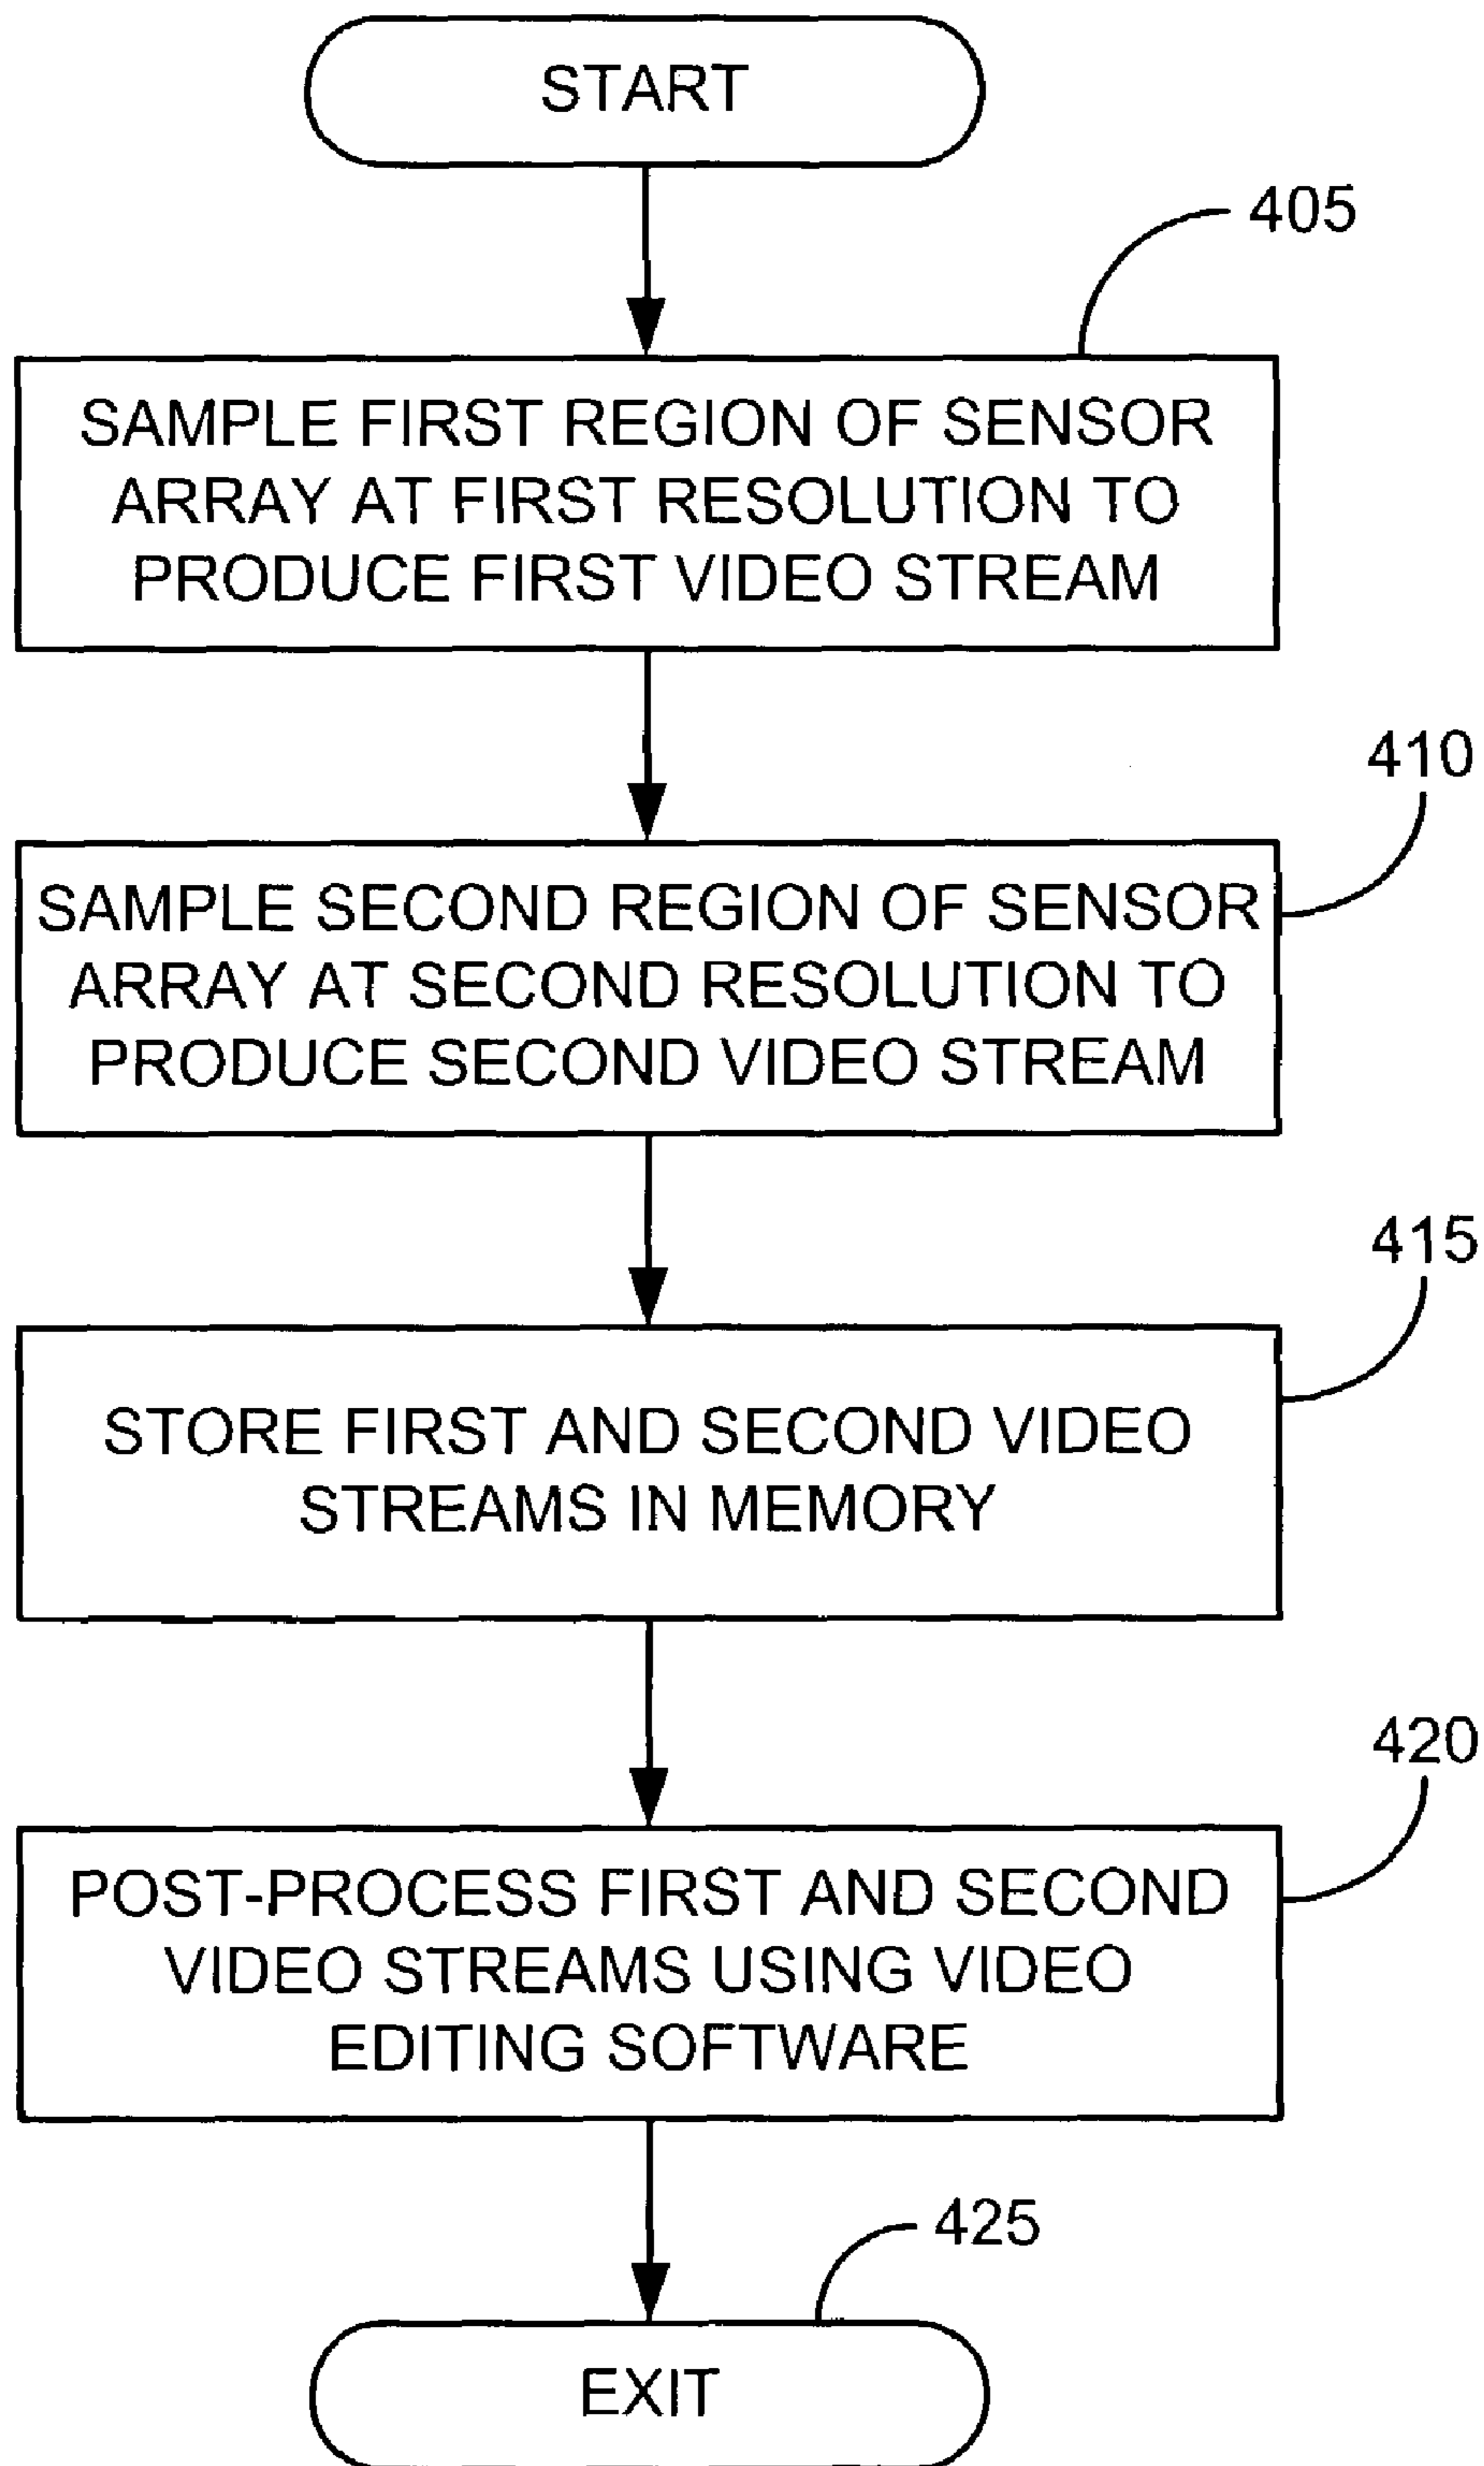 START
405
SAMPLE FIRST REGION OF SENSOR
ARRAY AT FIRST RESOLUTION TO
PRODUCE FIRST VIDEO STREAM
410
SAMPLE SECOND REGION OF SENSOR
ARRAY AT SECOND RESOLUTION TO
PRODUCE SECOND VIDEO STREAM
415
STORE FIRST AND SECOND VIDEO
STREAMS IN MEMORY
420
POST-PROCESS FIRST AND SECOND
VIDEO STREAMS USING VIDEO
EDITING SOFTWARE
425
EXIT